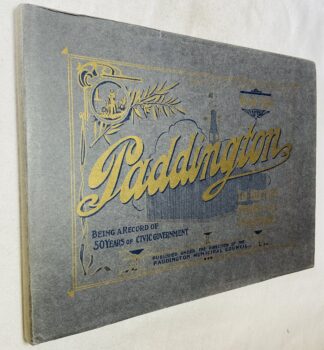 Paddington
BEING A RECORD OF
50 YEARS OF CIVIC GOVERNMENT
PUBLISHED UNDER THE DIRECTION OF THE
PADDINGTON MUNICIPAL COUNCIL